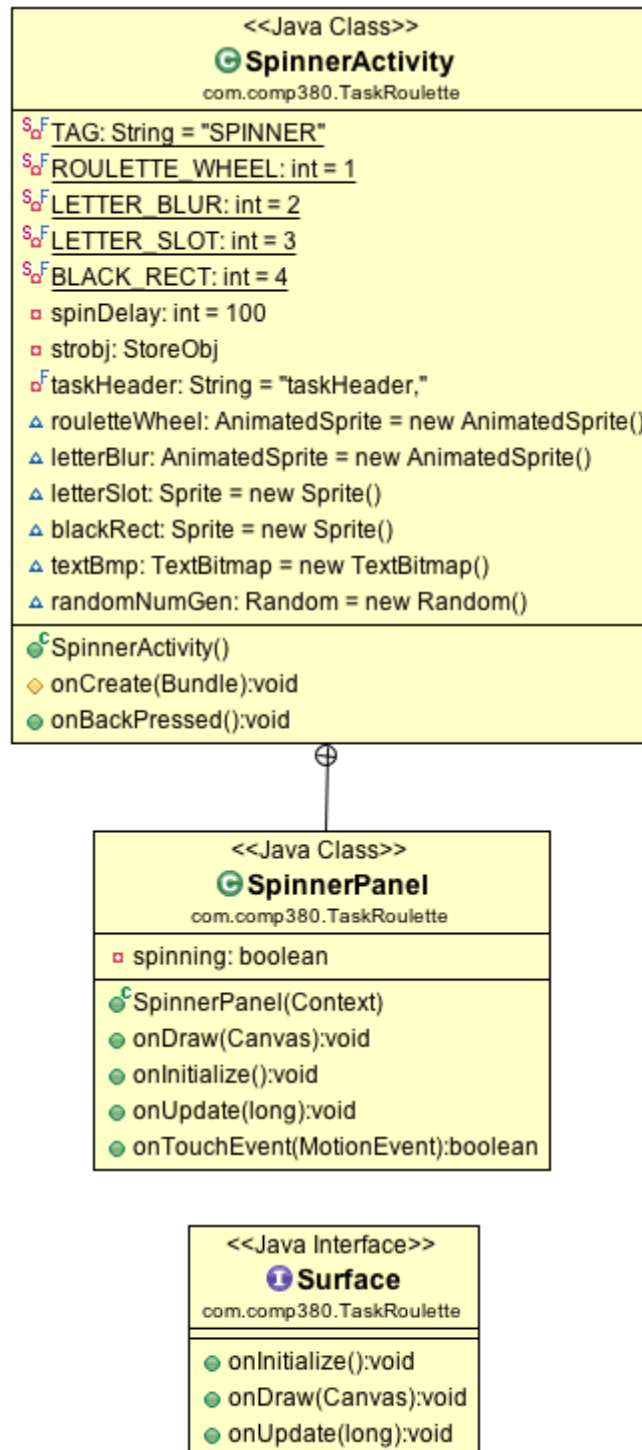 <<Java Class>>
SpinnerActivity
com.comp380.TaskRoulette
TAG: String = "SPINNER"
ROULETTE_WHEEL: int = 1
LETTER_BLUR: int = 2
LETTER_SLOT: int = 3
BLACK_RECT: int = 4
spinDelay: int = 100
strobj: StoreObj
taskHeader: String = "taskHeader,"
rouletteWheel: AnimatedSprite = new AnimatedSprite()
letterBlur: AnimatedSprite = new AnimatedSprite()
letterSlot: Sprite = new Sprite()
blackRect: Sprite = new Sprite()
textBmp: TextBitmap = new TextBitmap()
randomNumGen: Random = new Random()
SpinnerActivity()
onCreate(Bundle):void
onBackPressed():void
<<Java Class>>
SpinnerPanel
com.comp380.TaskRoulette
spinning: boolean
SpinnerPanel(Context)
onDraw(Canvas):void
onInitialize():void
onUpdate(long):void
onTouchEvent(MotionEvent):boolean
<<Java Interface>>
Surface
com.comp380.TaskRoulette
onInitialize():void
onDraw(Canvas):void
onUpdate(long):void